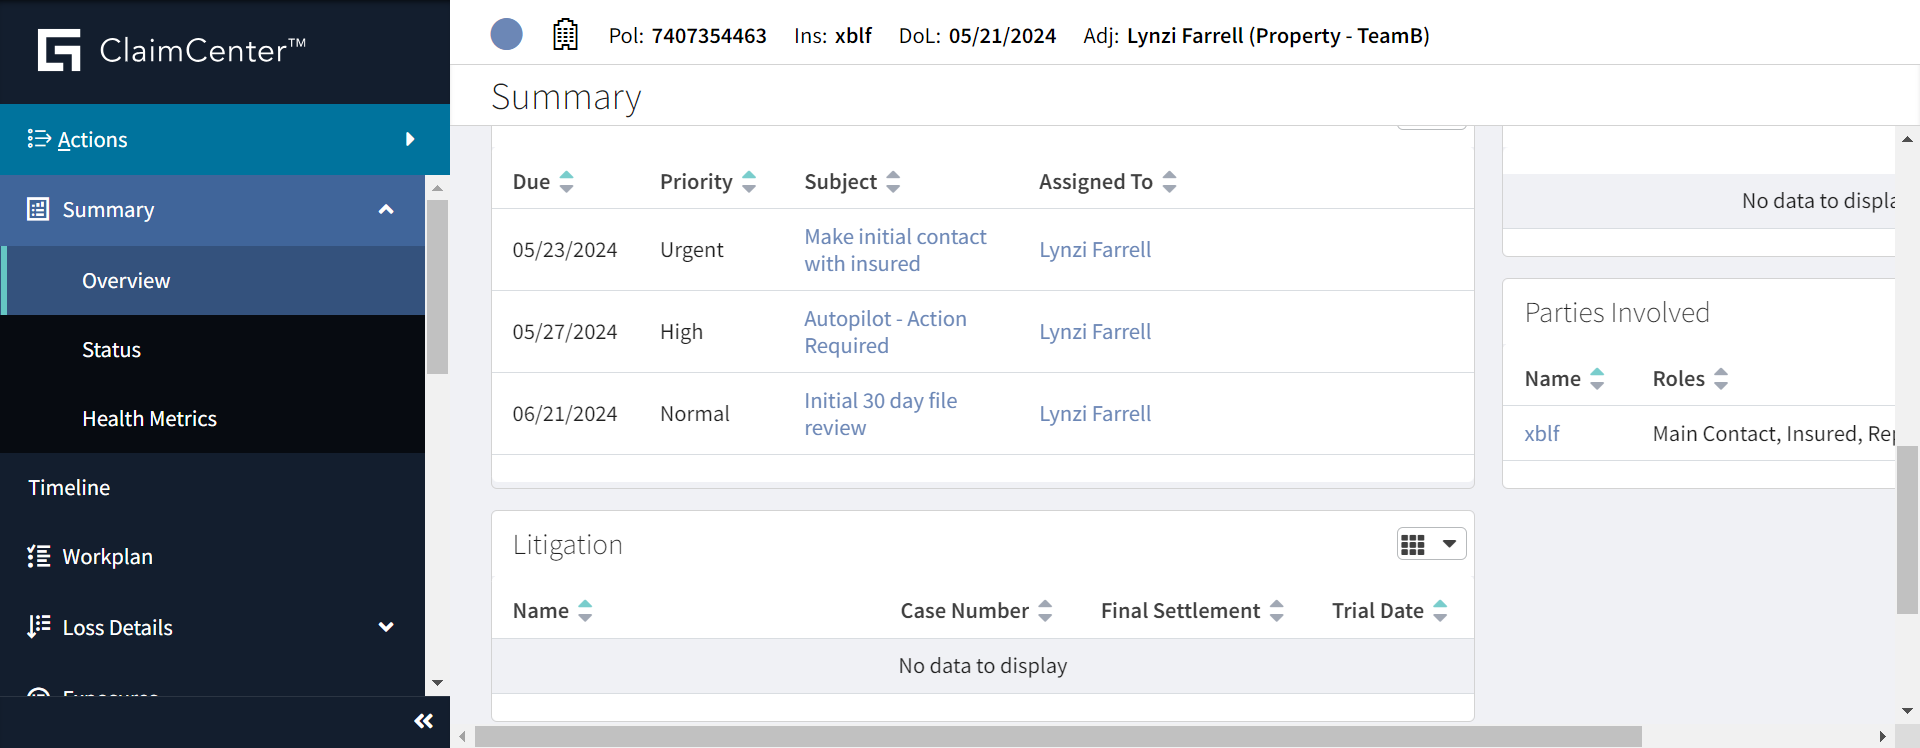 ClaimCenter™
Pol: 7407354463 Ins: xblf DoL: 05/21/2024 Adj: Lynzi Farrell (Property - TeamB)
Summary
Actions
Summary
Overview
Status
Health Metrics
Timeline
Workplan
Loss Details
Exposures
Due Priority Subject Assigned To
05/23/2024 Urgent Make initial contact
with insured Lynzi Farrell
05/27/2024 High Autopilot - Action
Required Lynzi Farrell
06/21/2024 Normal Initial 30 day file
review Lynzi Farrell
Litigation
Name Case Number Final Settlement Trial Date
No data to display
No data to displa
Parties Involved
Name Roles
xblf Main Contact, Insured, Rep